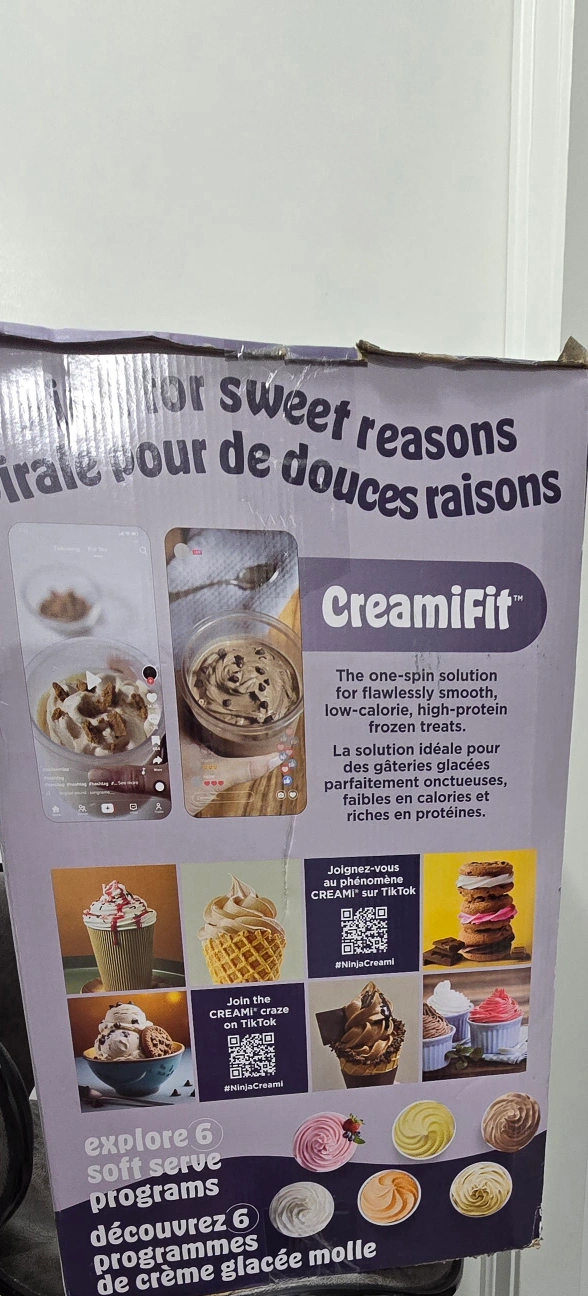 for sweet reasons
irale pour de douces raisons
CreamiFit™
The one-spin solution
for flawlessly smooth,
low-calorie, high-protein
frozen treats.
La solution idéale pour
des gâteries glacées
parfaitement onctueuses,
faibles en calories et
riches en protéines.
Joignez-vous
au phénomène
CREAMi® sur TikTok
#NinjaCreami
Join the
CREAMi® craze
on TikTok
#NinjaCreami
explore 6
soft serve
programs
découvrez 6
programmes
de crème glacée molle